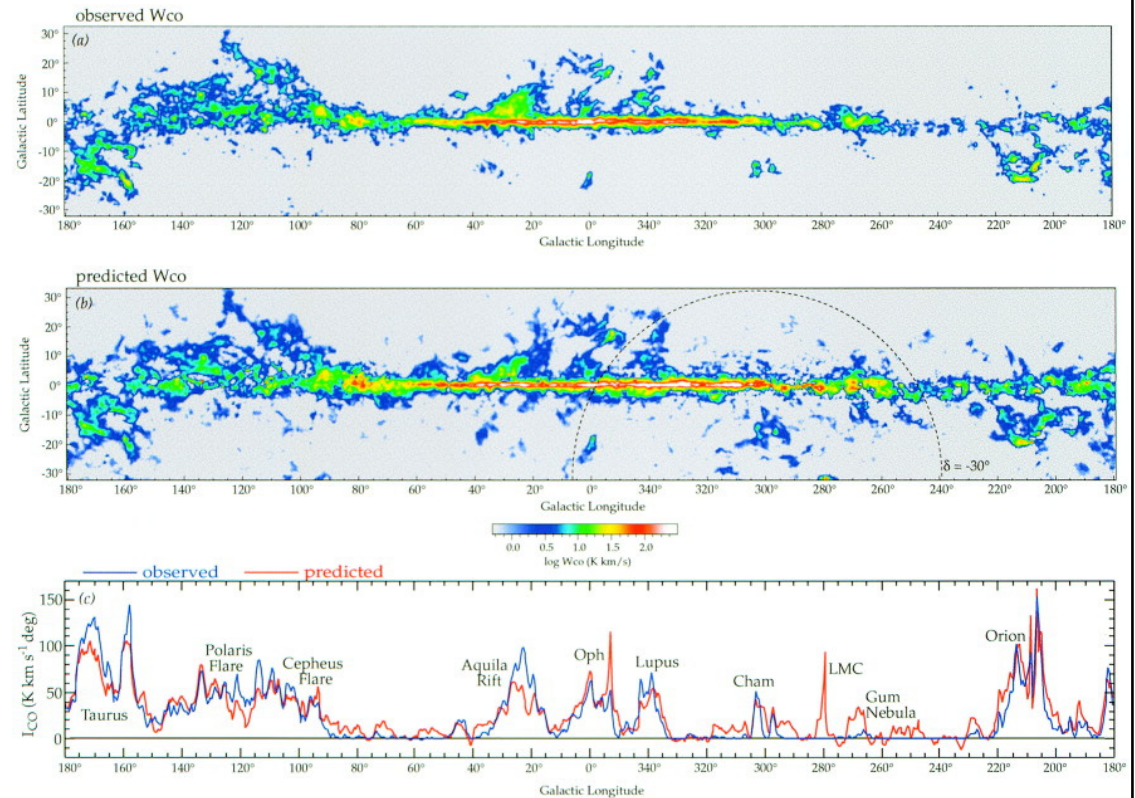 observed Wco
(a)
Galactic Latitude
30°
20°
10°
0°
-10°
-20°
-30°
180° 160° 140° 120° 100° 80° 60° 40° 20° 0° 340° 320° 300° 280° 260° 240° 220° 200° 180°
Galactic Longitude
predicted Wco
(b)
Galactic Latitude
30°
20°
10°
0°
-10°
-20°
-30°
δ = -30°
180° 160° 140° 120° 100° 80° 60° 40° 20° 0° 340° 320° 300° 280° 260° 240° 220° 200° 180°
Galactic Longitude
0.0 0.5 1.0 1.5 2.0
log Wco (K km/s)
observed predicted
(c)
I_CO (K km s⁻¹ deg)
150
100
50
0
Taurus
Polaris
Flare
Cepheus
Flare
Aquila
Rift
Oph
Lupus
Cham
LMC
Gum
Nebula
Orion
180° 160° 140° 120° 100° 80° 60° 40° 20° 0° 340° 320° 300° 280° 260° 240° 220° 200° 180°
Galactic Longitude